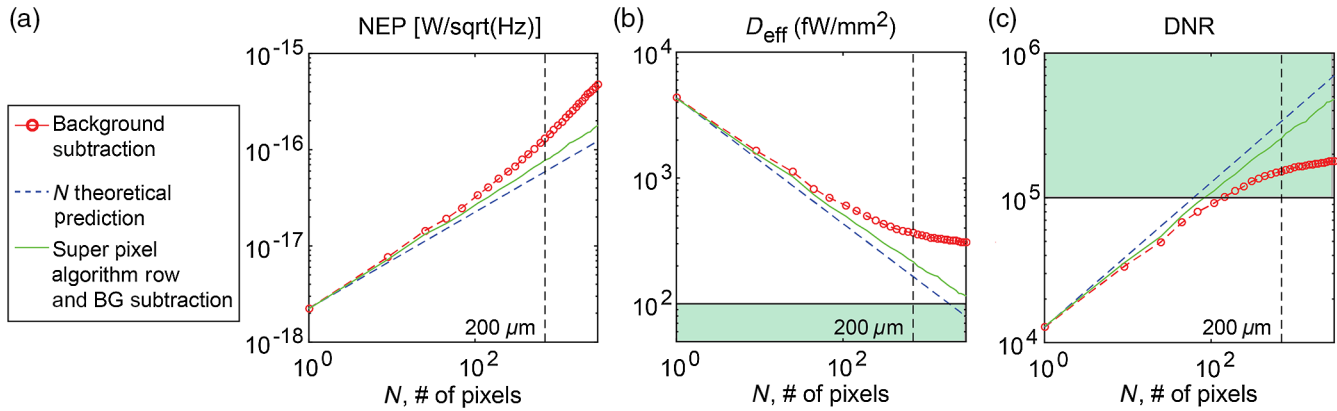 (a)
NEP [W/sqrt(Hz)]
Background
subtraction
N theoretical
prediction
Super pixel
algorithm row
and BG subtraction
10⁻¹⁵
10⁻¹⁶
10⁻¹⁷
10⁻¹⁸
200 µm
10⁰
10²
N, # of pixels
(b)
D_eff (fW/mm²)
10⁴
10³
10²
200 µm
10⁰
10²
N, # of pixels
(c)
DNR
10⁶
10⁵
10⁴
200 µm
10⁰
10²
N, # of pixels